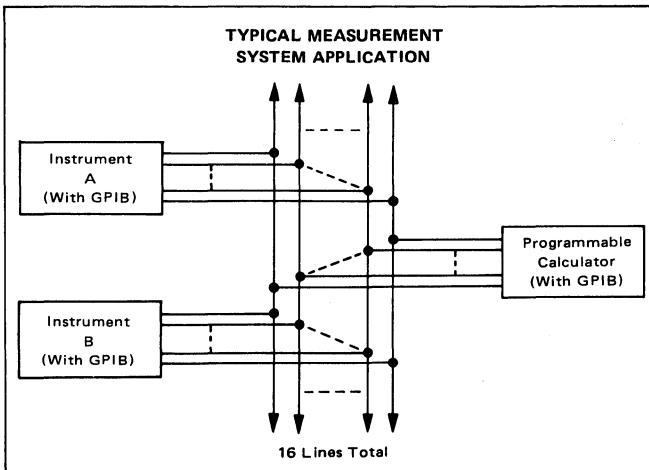 TYPICAL MEASUREMENT
SYSTEM APPLICATION
Instrument
A
(With GPIB)
Programmable
Calculator
(With GPIB)
Instrument
B
(With GPIB)
16 Lines Total